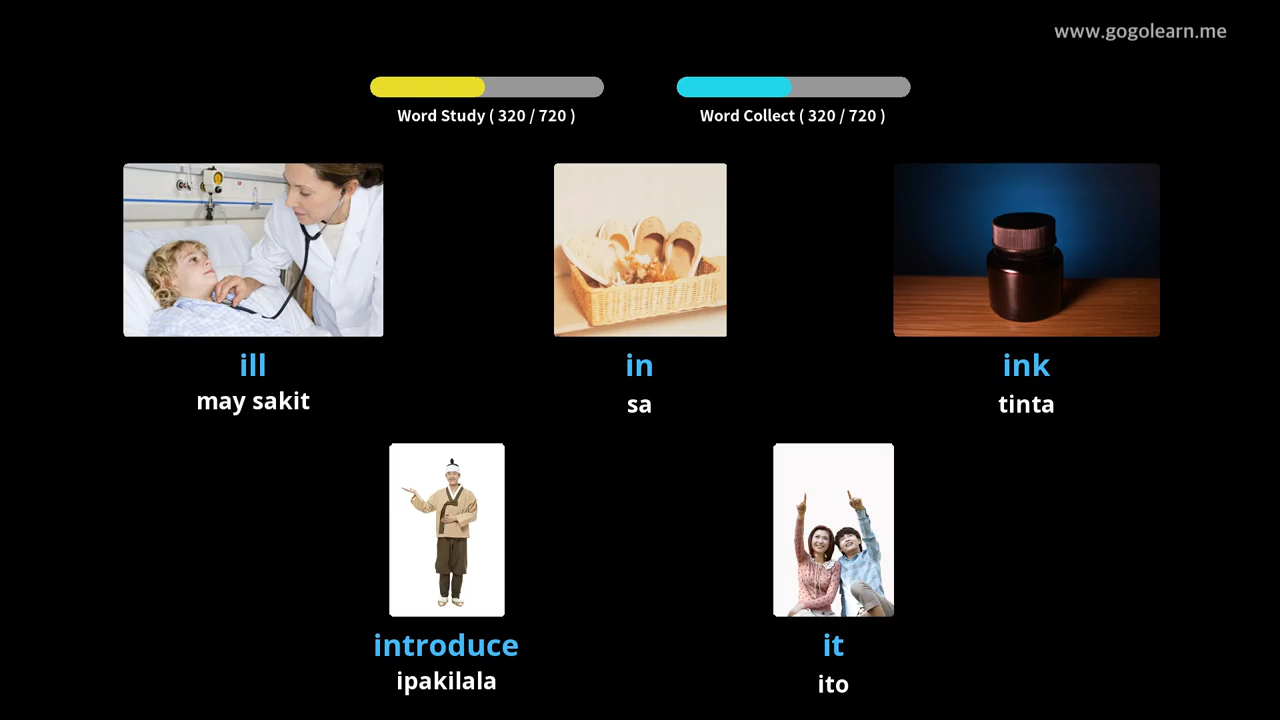 www.gogolearn.me
Word Study ( 320 / 720 )
Word Collect ( 320 / 720 )
ill
may sakit
in
sa
ink
tinta
introduce
ipakilala
it
ito